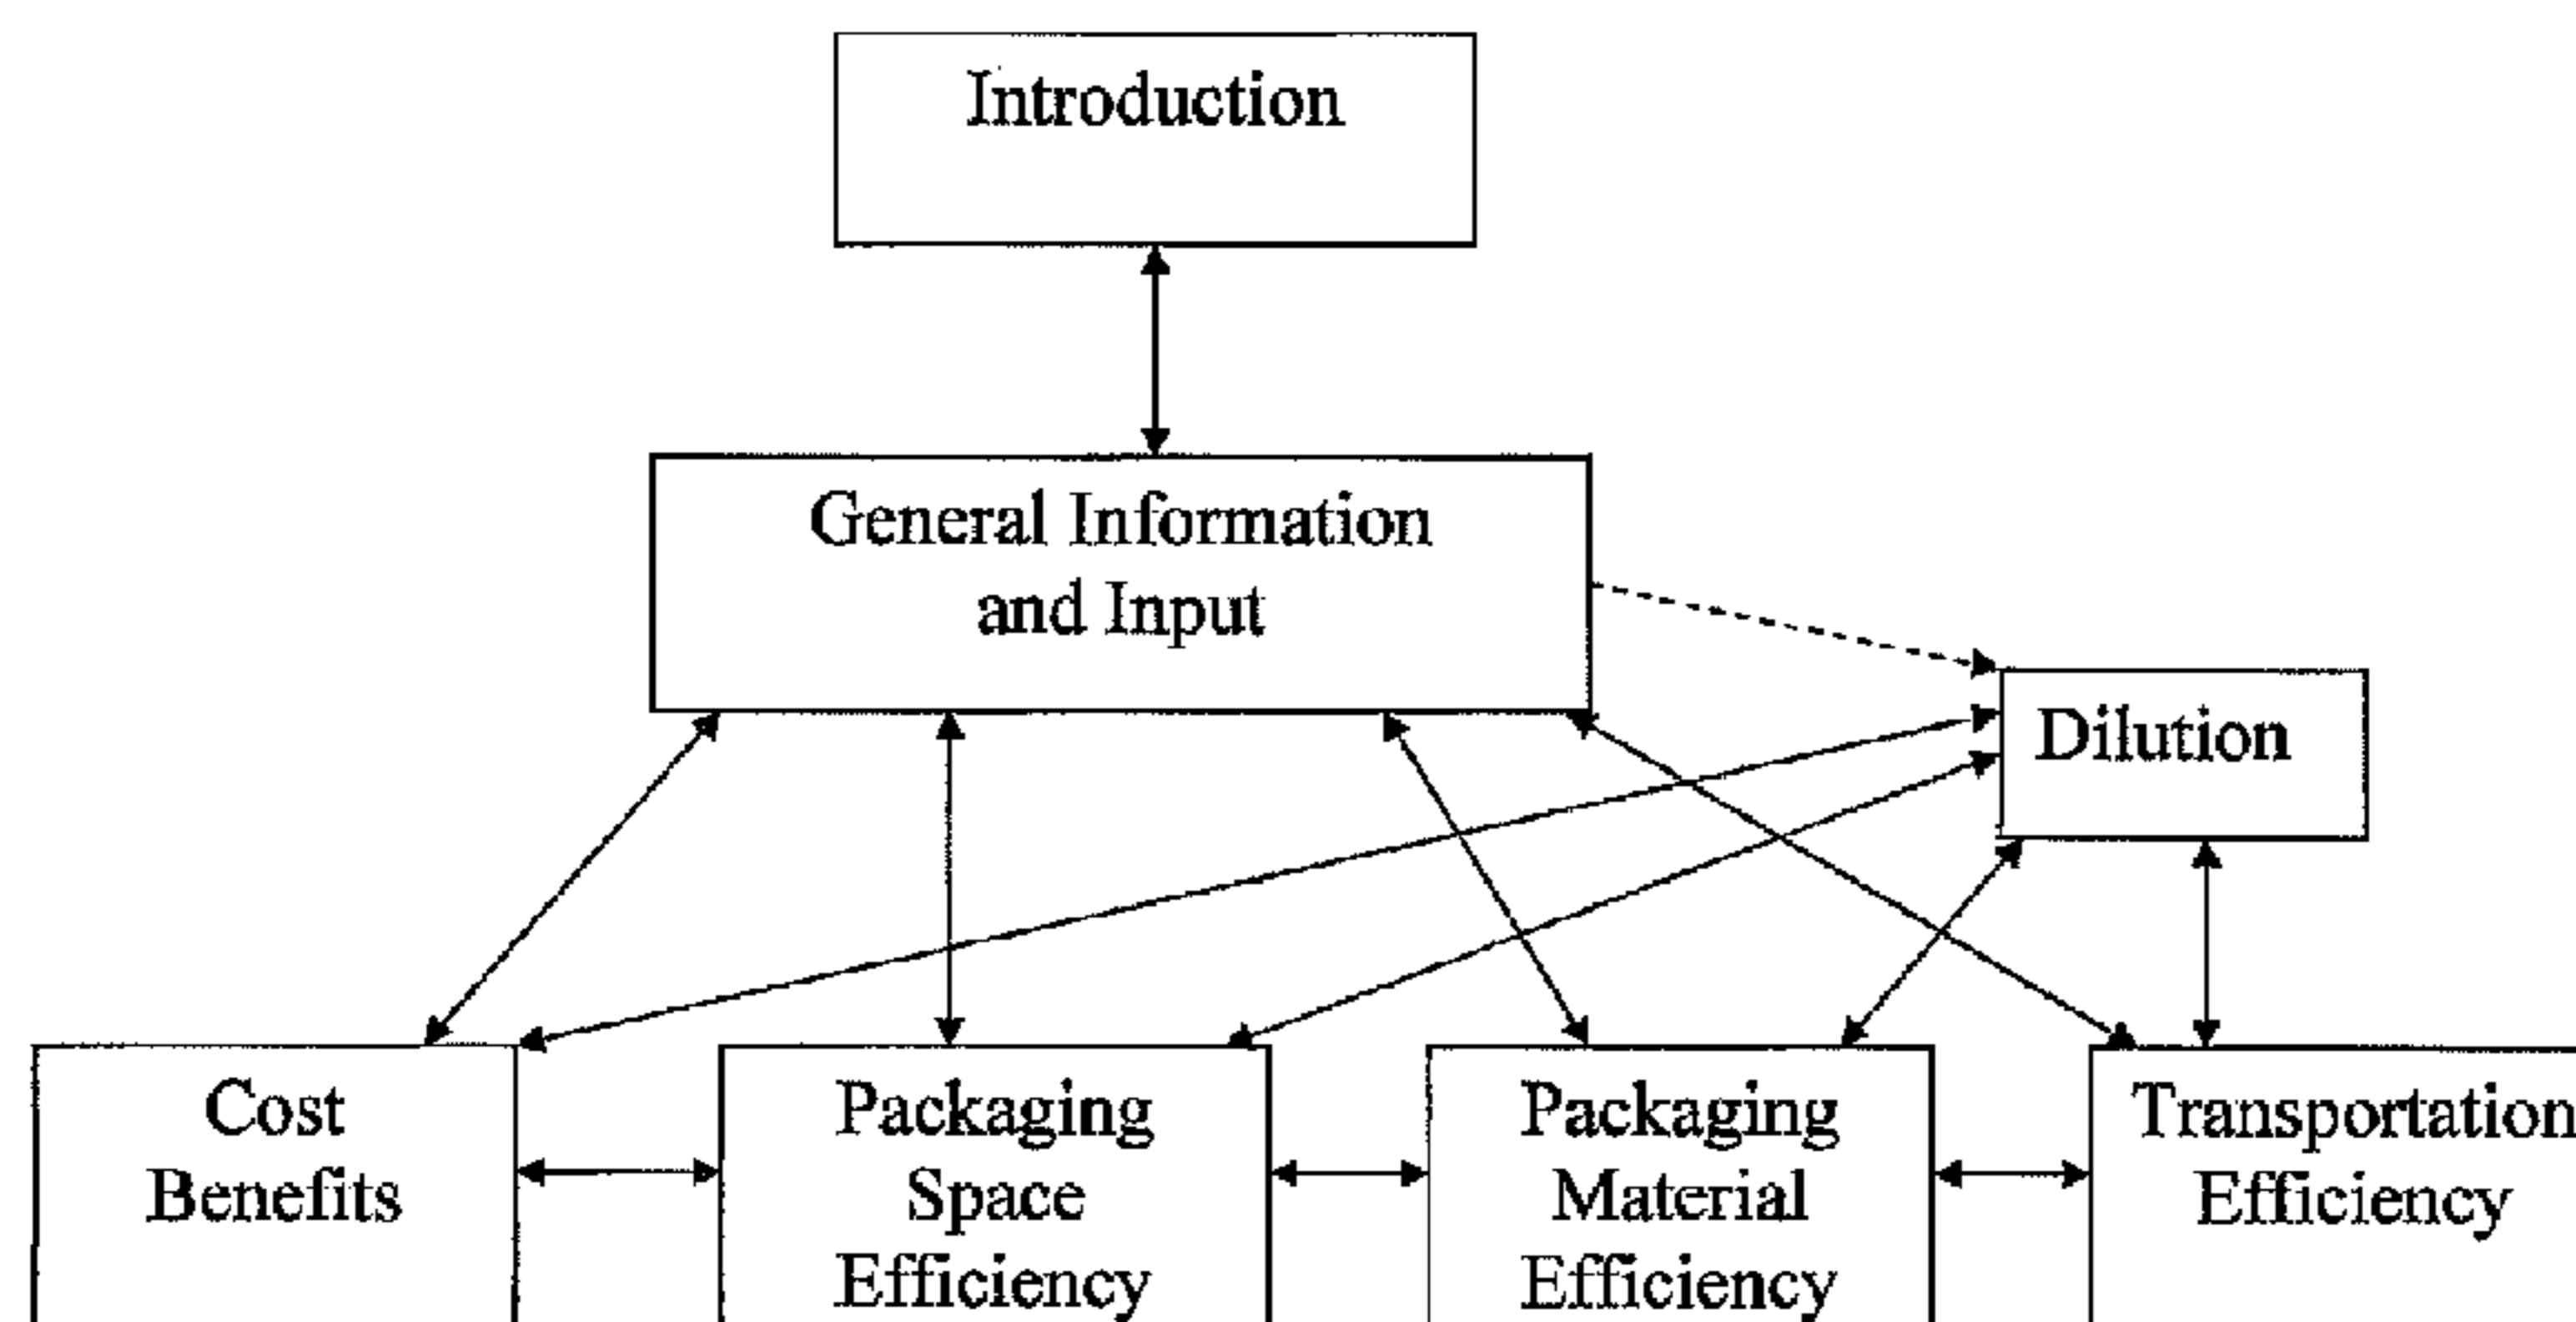 Introduction
General Information
and Input
Dilution
Cost
Benefits
Packaging
Space
Efficiency
Packaging
Material
Efficiency
Transportation
Efficiency